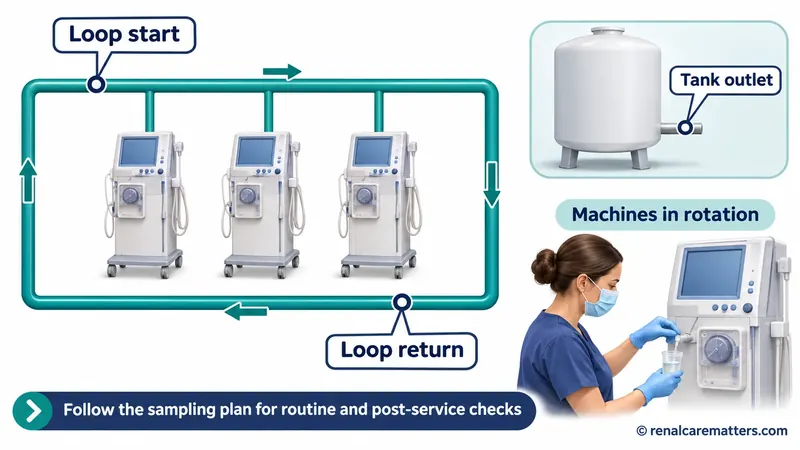 Loop start
Tank outlet
Machines in rotation
Loop return
Follow the sampling plan for routine and post-service checks
© renalcarematters.com